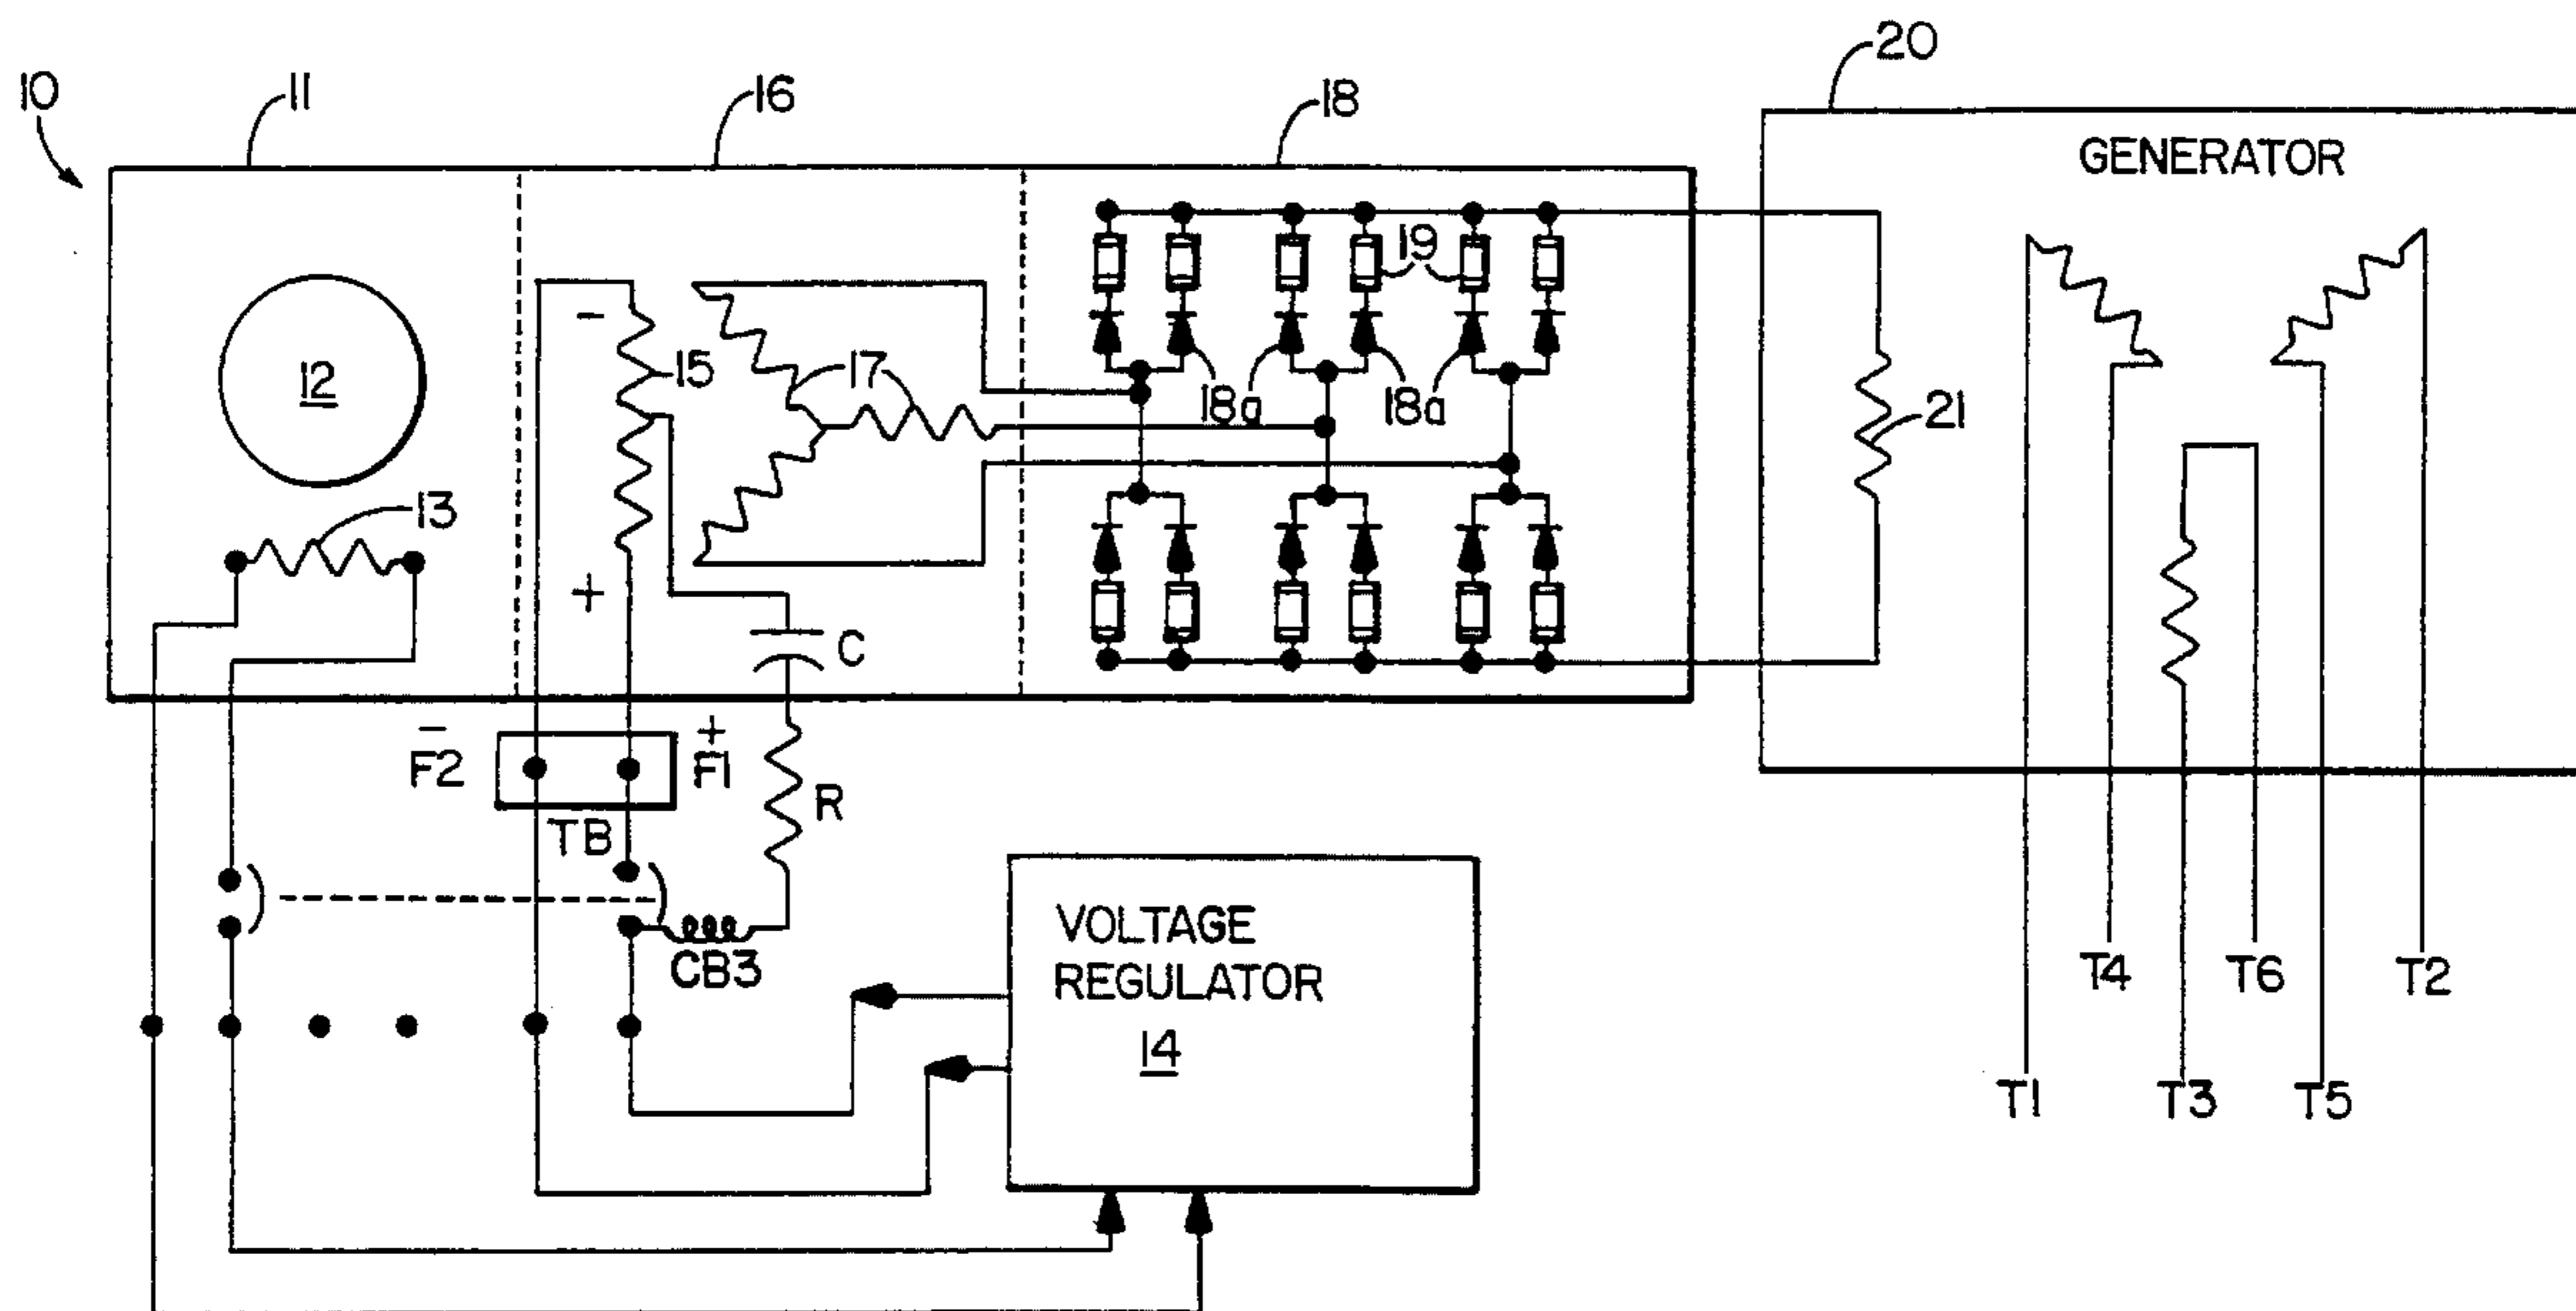 10
11
16
18
20
GENERATOR
12
13
-
15
+
17
18a
18a
19
21
C
-
F2
+
F1
TB
R
CB3
VOLTAGE
REGULATOR
14
T4
T6
T2
T1
T3
T5